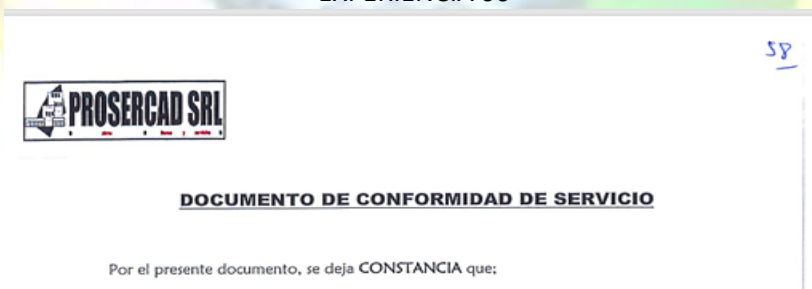 58
PROSERCAD SRL
DOCUMENTO DE CONFORMIDAD DE SERVICIO
Por el presente documento, se deja CONSTANCIA que;